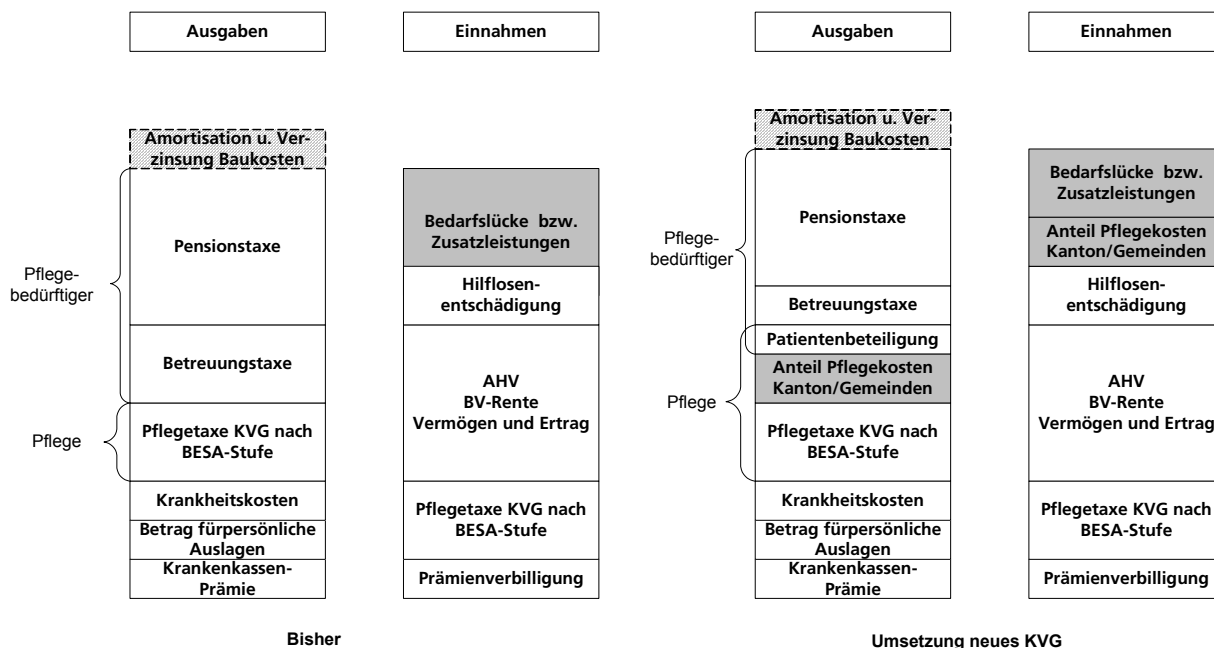 Ausgaben
Einnahmen
Amortisation u. Ver-
zinsung Baukosten
Pensionstaxe
Betreuungstaxe
Pflegetaxe KVG nach
BESA-Stufe
Krankheitskosten
Betrag fürpersönliche
Auslagen
Krankenkassen-
Prämie
Pflege-
bedürftiger
Pflege
Bedarfslücke bzw.
Zusatzleistungen
Hilflosen-
entschädigung
AHV
BV-Rente
Vermögen und Ertrag
Pflegetaxe KVG nach
BESA-Stufe
Prämienverbilligung
Bisher
Ausgaben
Einnahmen
Amortisation u. Ver-
zinsung Baukosten
Pensionstaxe
Betreuungstaxe
Patientenbeteiligung
Anteil Pflegekosten
Kanton/Gemeinden
Pflegetaxe KVG nach
BESA-Stufe
Krankheitskosten
Betrag fürpersönliche
Auslagen
Krankenkassen-
Prämie
Pflege-
bedürftiger
Pflege
Bedarfslücke bzw.
Zusatzleistungen
Anteil Pflegekosten
Kanton/Gemeinden
Hilflosen-
entschädigung
AHV
BV-Rente
Vermögen und Ertrag
Pflegetaxe KVG nach
BESA-Stufe
Prämienverbilligung
Umsetzung neues KVG